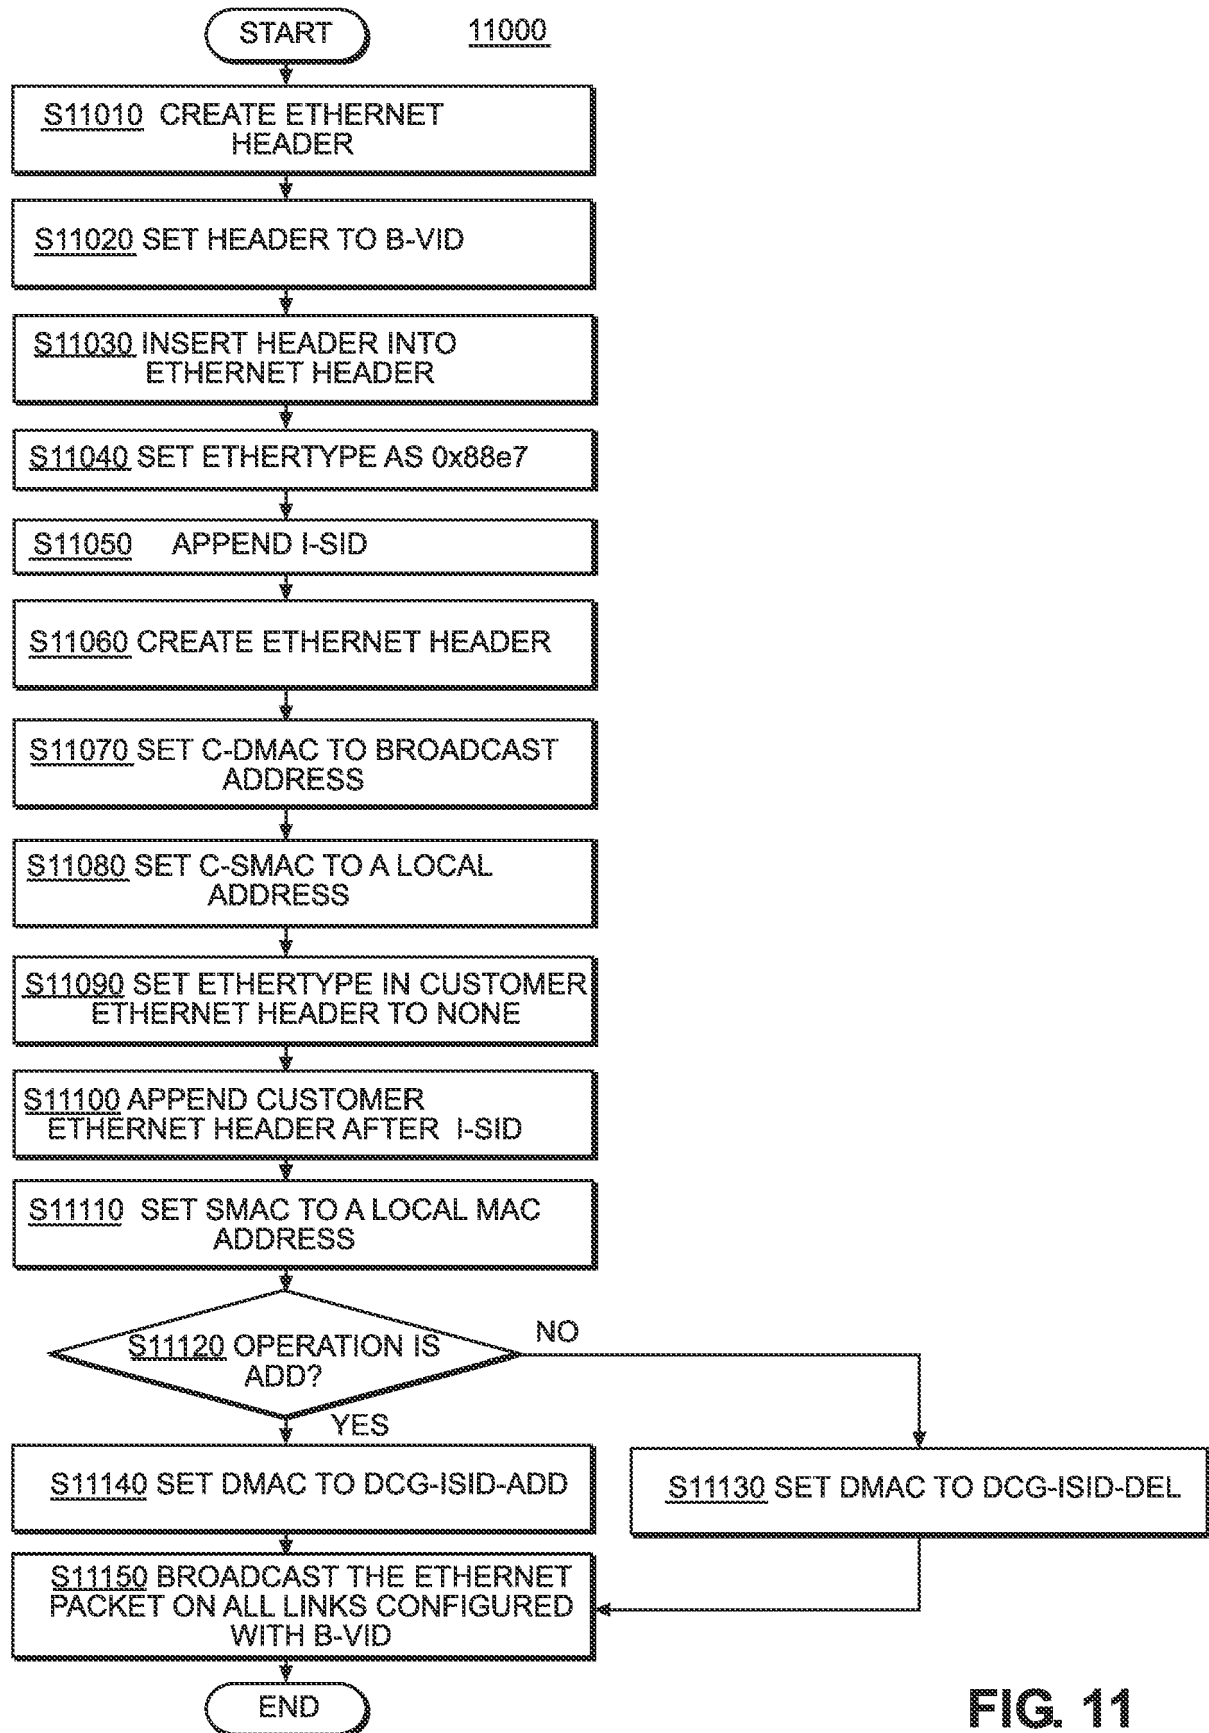 START
11000
S11010 CREATE ETHERNET
HEADER
S11020 SET HEADER TO B-VID
S11030 INSERT HEADER INTO
ETHERNET HEADER
S11040 SET ETHERTYPE AS 0x88e7
S11050 APPEND I-SID
S11060 CREATE ETHERNET HEADER
S11070 SET C-DMAC TO BROADCAST
ADDRESS
S11080 SET C-SMAC TO A LOCAL
ADDRESS
S11090 SET ETHERTYPE IN CUSTOMER
ETHERNET HEADER TO NONE
S11100 APPEND CUSTOMER
ETHERNET HEADER AFTER I-SID
S11110 SET SMAC TO A LOCAL MAC
ADDRESS
S11120 OPERATION IS
ADD?
NO
YES
S11140 SET DMAC TO DCG-ISID-ADD
S11130 SET DMAC TO DCG-ISID-DEL
S11150 BROADCAST THE ETHERNET
PACKET ON ALL LINKS CONFIGURED
WITH B-VID
END
FIG. 11